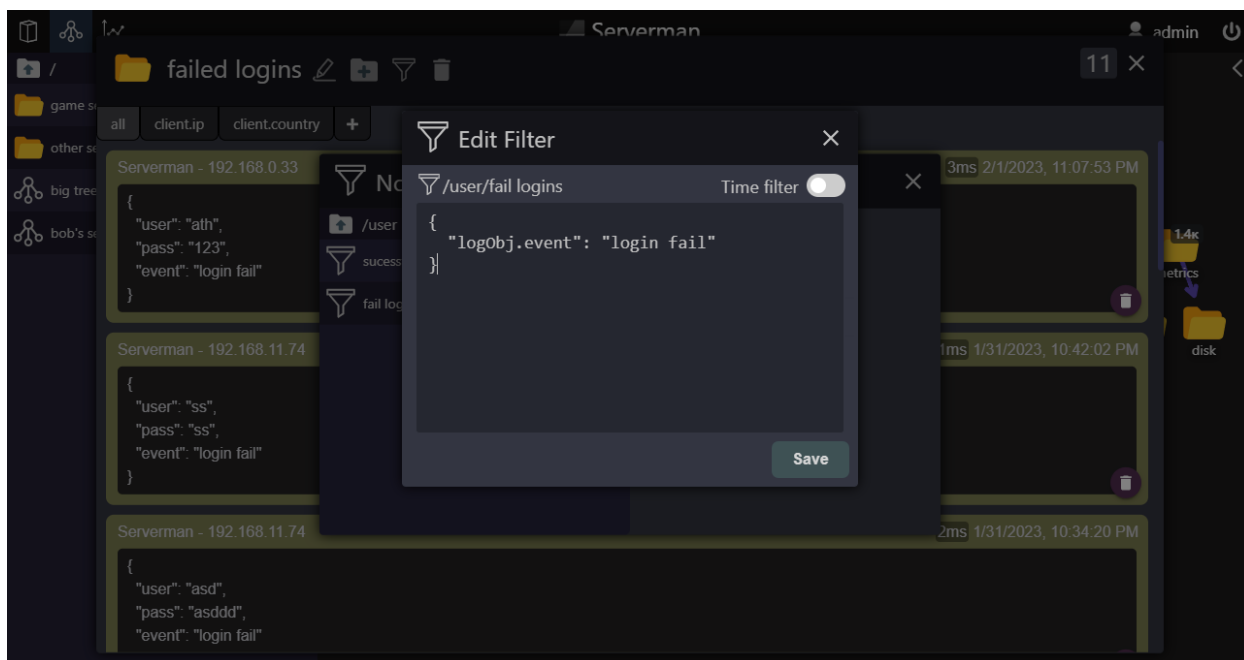 Serverman
admin
/
failed logins
11
game s
other se
big tree
bob's se
all client.ip client.country +
Edit Filter
/user/fail logins Time filter
{
"logObj.event": "login fail"
}
Save
No
/user
sucess
fail log
Serverman - 192.168.0.33
3ms 2/1/2023, 11:07:53 PM
{
"user": "ath",
"pass": "123",
"event": "login fail"
}
Serverman - 192.168.11.74
1ms 1/31/2023, 10:42:02 PM
{
"user": "ss",
"pass": "ss",
"event": "login fail"
}
Serverman - 192.168.11.74
2ms 1/31/2023, 10:34:20 PM
{
"user": "asd",
"pass": "asddd",
"event": "login fail"
1.4K
etrics
disk